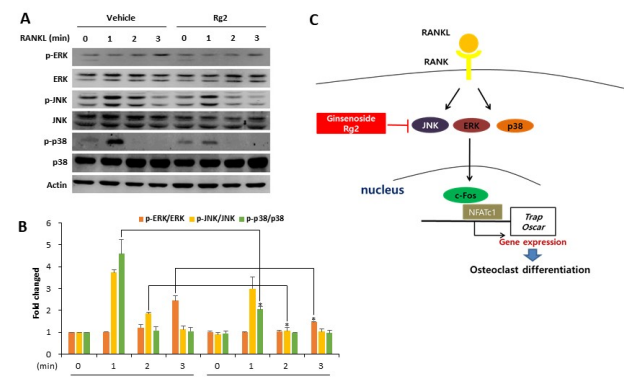 A
Vehicle Rg2
RANKL (min) 0 1 2 3 0 1 2 3
p-ERK
ERK
p-JNK
JNK
p-p38
p38
Actin
B
p-ERK/ERK p-JNK/JNK p-p38/p38
Fold changed
6
5
4
3
2
1
0
* * * *
(min) 0 1 2 3 0 1 2 3
C
RANKL
RANK
Ginsenoside
Rg2
JNK ERK p38
nucleus
c-Fos
NFATc1
Trap
Oscar
Gene expression
Osteoclast differentiation